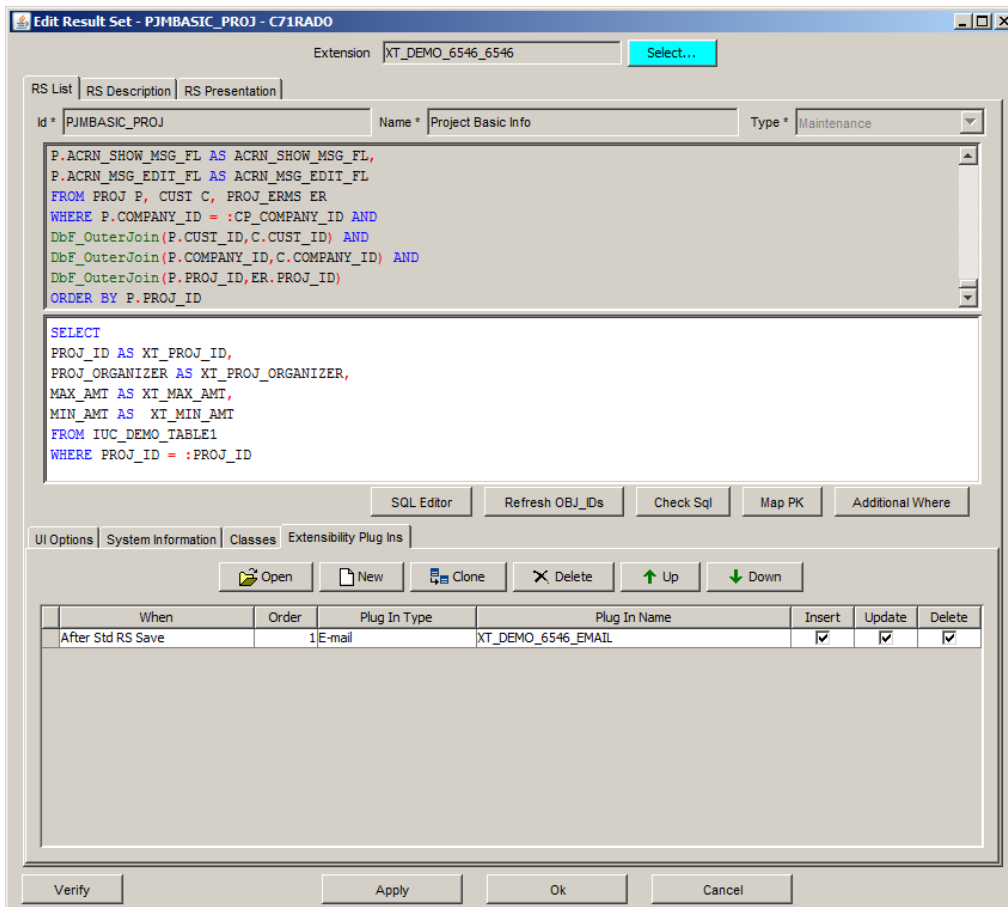 Edit Result Set - PJMBASIC_PROJ - C71RADO
Extension XT_DEMO_6546_6546 Select...
RS List RS Description RS Presentation
Id * PJMBASIC_PROJ Name * Project Basic Info Type * Maintenance
P.ACRN_SHOW_MSG_FL AS ACRN_SHOW_MSG_FL,
P.ACRN_MSG_EDIT_FL AS ACRN_MSG_EDIT_FL
FROM PROJ P, CUST C, PROJ_ERMS ER
WHERE P.COMPANY_ID = :CP_COMPANY_ID AND
DbF_OuterJoin(P.CUST_ID,C.CUST_ID) AND
DbF_OuterJoin(P.COMPANY_ID,C.COMPANY_ID) AND
DbF_OuterJoin(P.PROJ_ID,ER.PROJ_ID)
ORDER BY P.PROJ_ID
SELECT
PROJ_ID AS XT_PROJ_ID,
PROJ_ORGANIZER AS XT_PROJ_ORGANIZER,
MAX_AMT AS XT_MAX_AMT,
MIN_AMT AS  XT_MIN_AMT
FROM IUC_DEMO_TABLE1
WHERE PROJ_ID = :PROJ_ID
SQL Editor Refresh OBJ_IDs Check Sql Map PK Additional Where
UI Options System Information Classes Extensibility Plug Ins
Open New Clone Delete Up Down
When Order Plug In Type Plug In Name Insert Update Delete
After Std RS Save 1 E-mail XT_DEMO_6546_EMAIL
Verify Apply Ok Cancel